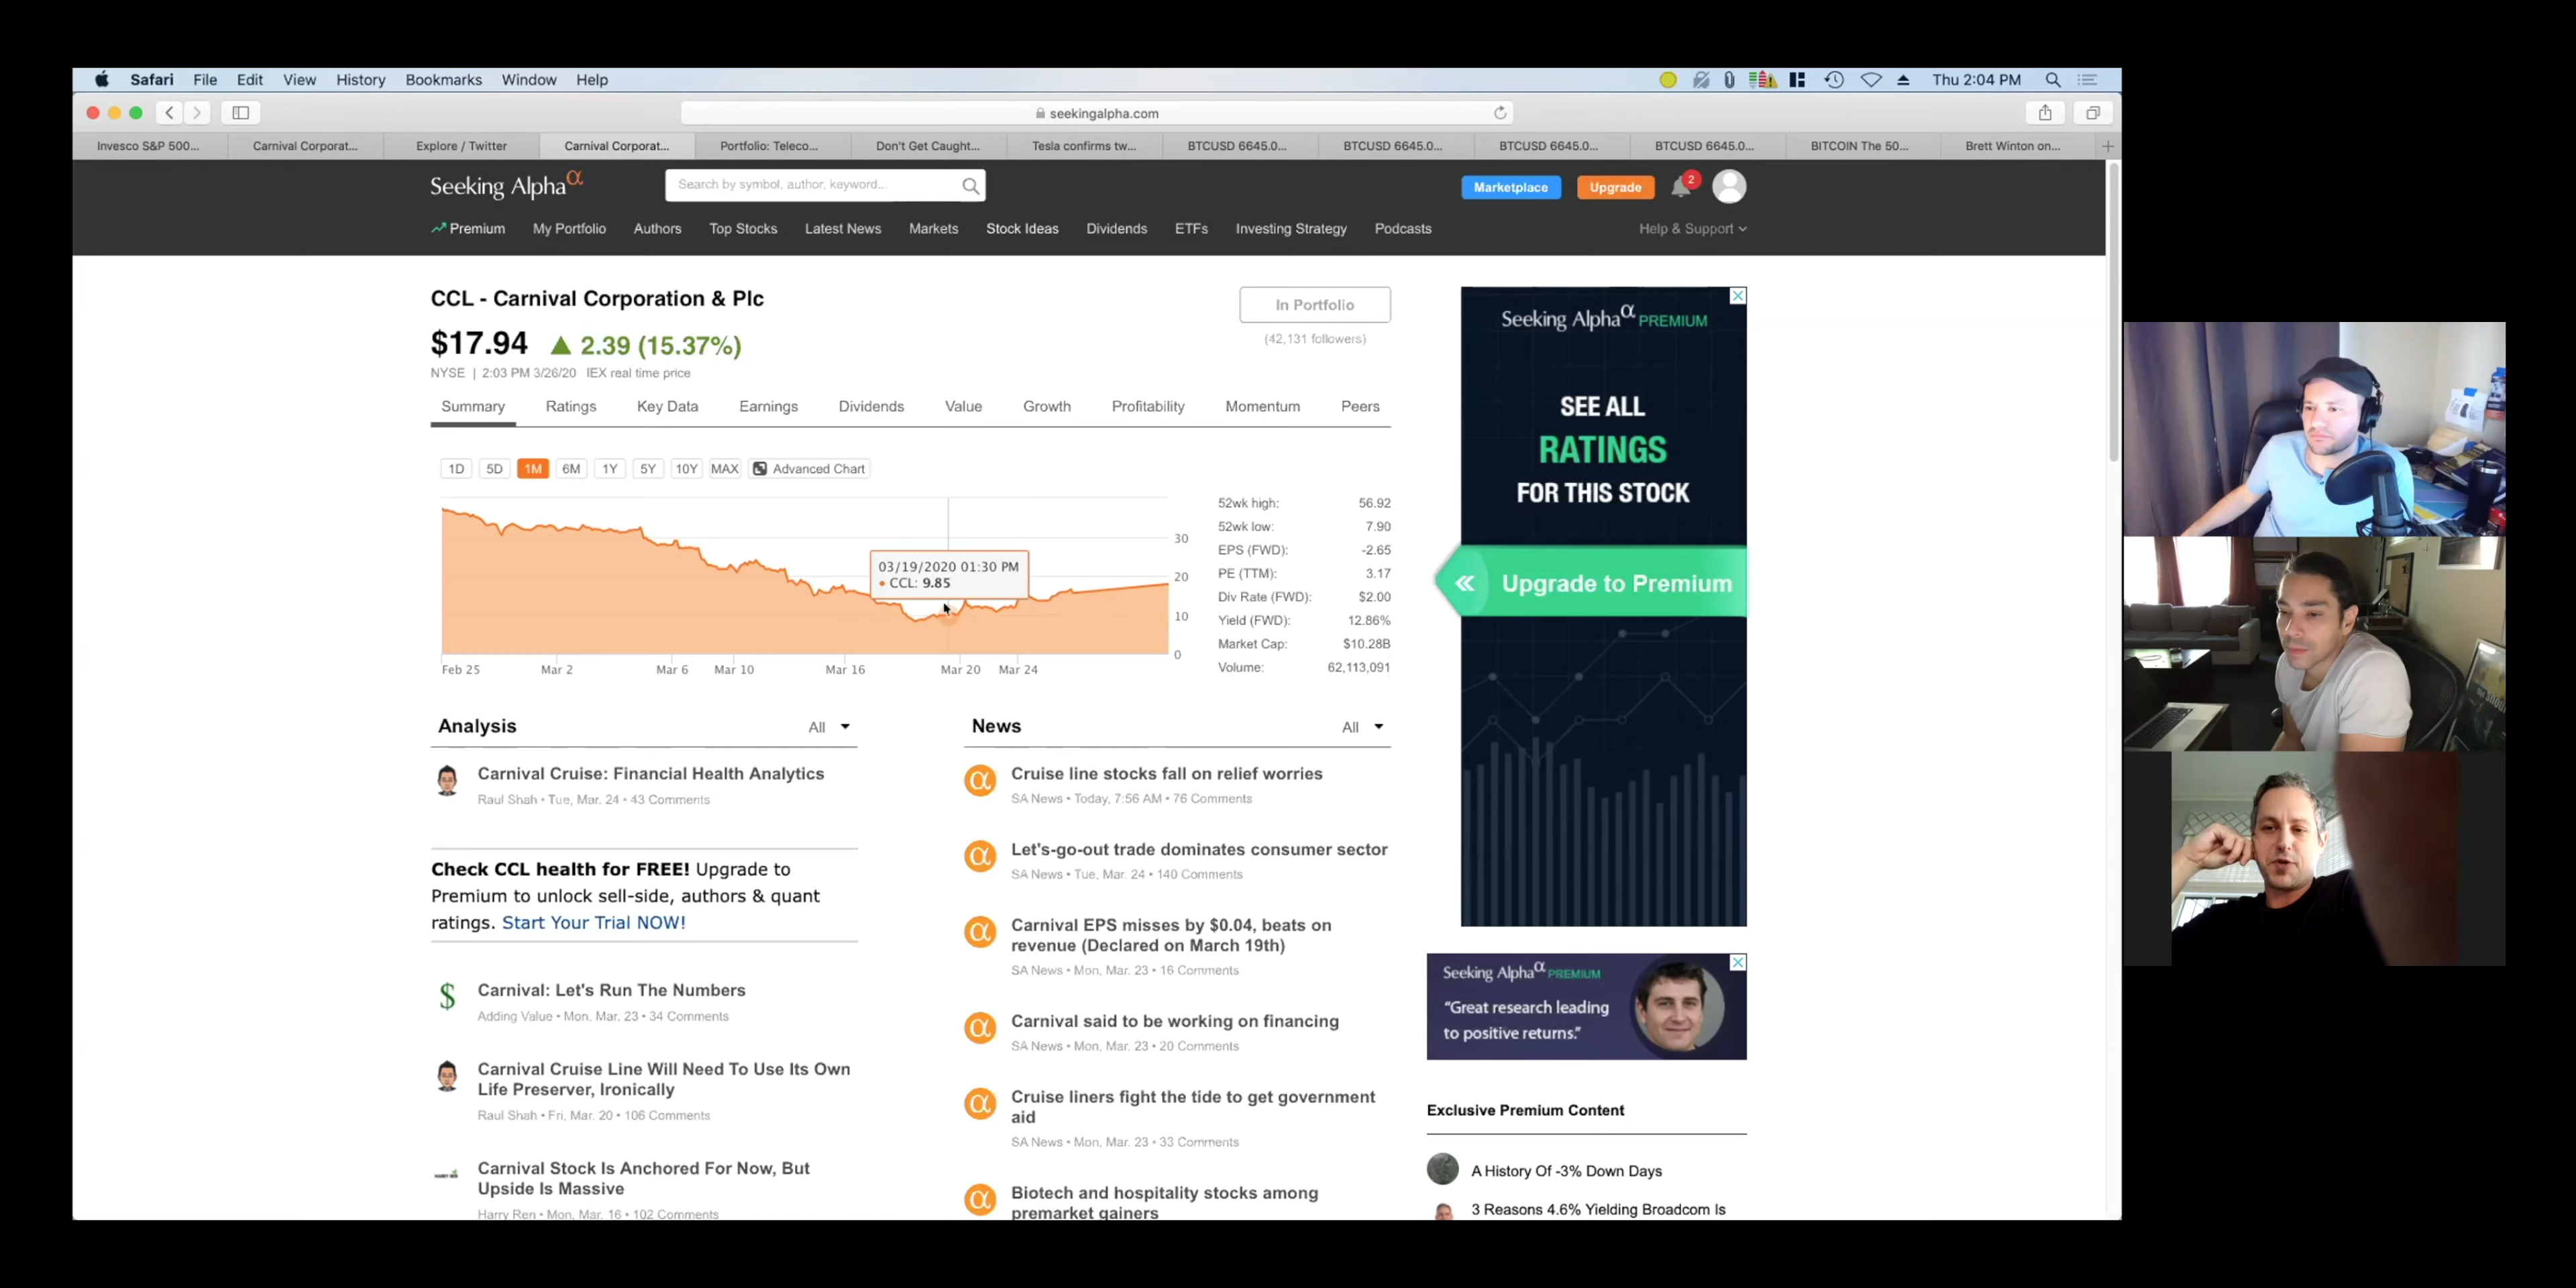 Safari File Edit View History Bookmarks Window Help Thu 2:04 PM
seekingalpha.com
Invesco S&P 500... Carnival Corporat... Explore / Twitter Carnival Corporat... Portfolio: Teleco... Don't Get Caught... Tesla confirms tw... BTCUSD 6645.0... BTCUSD 6645.0... BTCUSD 6645.0... BTCUSD 6645.0... BITCOIN The 50... Brett Winton on...
Seeking Alpha α Search by symbol, author, keyword... Marketplace Upgrade 2
Premium My Portfolio Authors Top Stocks Latest News Markets Stock Ideas Dividends ETFs Investing Strategy Podcasts Help & Support
CCL - Carnival Corporation & Plc
In Portfolio
$17.94 ▲ 2.39 (15.37%)
(42,131 followers)
NYSE | 2:03 PM 3/26/20 IEX real time price
Summary Ratings Key Data Earnings Dividends Value Growth Profitability Momentum Peers
1D 5D 1M 6M 1Y 5Y 10Y MAX Advanced Chart
30
20
10
0
03/19/2020 01:30 PM
• CCL: 9.85
Feb 25 Mar 2 Mar 6 Mar 10 Mar 16 Mar 20 Mar 24
52wk high: 56.92
52wk low: 7.90
EPS (FWD): -2.65
PE (TTM): 3.17
Div Rate (FWD): $2.00
Yield (FWD): 12.86%
Market Cap: $10.28B
Volume: 62,113,091
Analysis All
Carnival Cruise: Financial Health Analytics
Raul Shah • Tue, Mar. 24 • 43 Comments
Check CCL health for FREE! Upgrade to
Premium to unlock sell-side, authors & quant
ratings. Start Your Trial NOW!
$
Carnival: Let's Run The Numbers
Adding Value • Mon, Mar. 23 • 34 Comments
Carnival Cruise Line Will Need To Use Its Own
Life Preserver, Ironically
Raul Shah • Fri, Mar. 20 • 106 Comments
Carnival Stock Is Anchored For Now, But
Upside Is Massive
Harry Ren • Mon, Mar. 16 • 102 Comments
News All
α
Cruise line stocks fall on relief worries
SA News • Today, 7:56 AM • 76 Comments
α
Let's-go-out trade dominates consumer sector
SA News • Tue, Mar. 24 • 140 Comments
α
Carnival EPS misses by $0.04, beats on
revenue (Declared on March 19th)
SA News • Mon, Mar. 23 • 16 Comments
α
Carnival said to be working on financing
SA News • Mon, Mar. 23 • 20 Comments
α
Cruise liners fight the tide to get government
aid
SA News • Mon, Mar. 23 • 33 Comments
α
Biotech and hospitality stocks among
premarket gainers
Seeking Alpha α PREMIUM
SEE ALL
RATINGS
FOR THIS STOCK
« Upgrade to Premium
Seeking Alpha α PREMIUM
“Great research leading
to positive returns.”
Exclusive Premium Content
A History Of -3% Down Days
3 Reasons 4.6% Yielding Broadcom Is